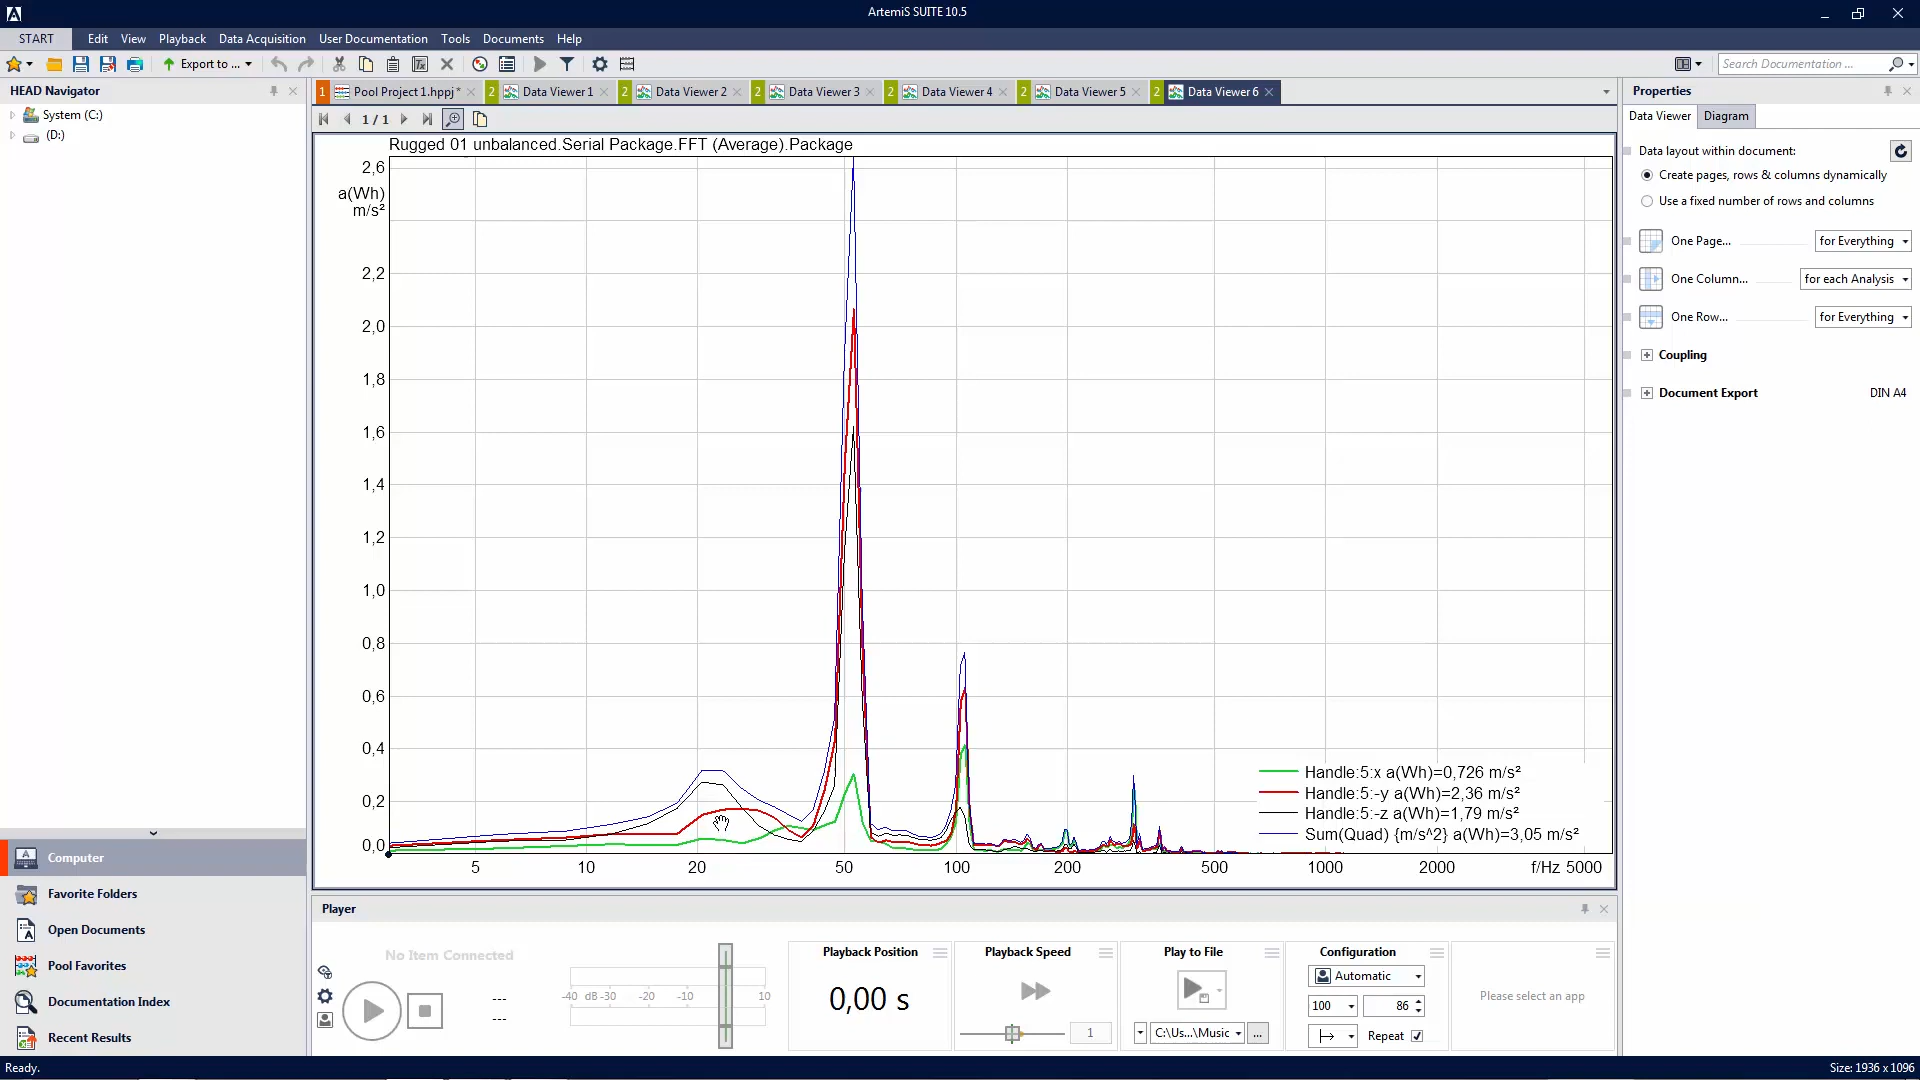 ArtemiS SUITE 10.5
START Edit View Playback Data Acquisition User Documentation Tools Documents Help
Export to ... Search Documentation ...
HEAD Navigator
System (C:)
(D:)
1 Pool Project 1.hppj* 2 Data Viewer 1 2 Data Viewer 2 2 Data Viewer 3 2 Data Viewer 4 2 Data Viewer 5 2 Data Viewer 6
1 / 1
Rugged 01 unbalanced.Serial Package.FFT (Average).Package
2,6
a(Wh)
m/s²
2,2
2,0
1,8
1,6
1,4
1,2
1,0
0,8
0,6
0,4
0,2
0,0
5 10 20 50 100 200 500 1000 2000 f/Hz 5000
Handle:5:x a(Wh)=0,726 m/s²
Handle:5:-y a(Wh)=2,36 m/s²
Handle:5:-z a(Wh)=1,79 m/s²
Sum(Quad) {m/s^2} a(Wh)=3,05 m/s²
Properties
Data Viewer Diagram
Data layout within document:
Create pages, rows & columns dynamically
Use a fixed number of rows and columns
One Page... for Everything
One Column... for each Analysis
One Row... for Everything
Coupling
Document Export DIN A4
Computer
Favorite Folders
Open Documents
Pool Favorites
Documentation Index
Recent Results
Player
No Item Connected
---
---
-40 dB -30 -20 -10 10
Playback Position
0,00 s
Playback Speed
1
Play to File
C:\Us...\Music ...
Configuration
Automatic
100 86
Repeat
Please select an app
Ready. Size: 1936 x 1096